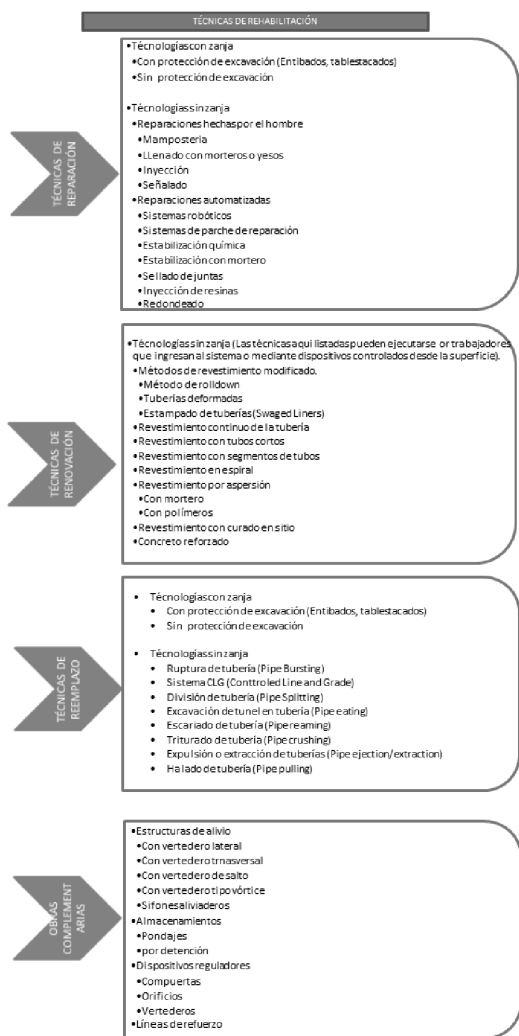 TÉCNICAS DE REHABILITACIÓN
TÉCNICAS DE
REPARACIÓN
•Técnologías con zanja
•Con protección de excavación (Entibados, tablestacados)
•Sin protección de excavación
•Técnologías sin zanja
•Reparaciones hechas por el hombre
•Mampostería
•LLenado con morteros o yesos
•Inyección
•Señalado
•Reparaciones automatizadas
•Sistemas robóticos
•Sistemas de parche de reparación
•Estabilización química
•Estabilización con mortero
•Sellado de juntas
•Inyección de resinas
•Redondeado
TÉCNICAS DE
RENOVACIÓN
•Técnologías sin zanja (Las técnicas aqui listadas pueden ejecutarse or trabajadores
que ingresan al sistema o mediante dispositivos controlados desde la superficie).
•Métodos de revestimiento modificado.
•Método de rolldown
•Tuberías deformadas
•Estampado de tuberías (Swaged Liners)
•Revestimiento continuo de la tubería
•Revestimiento con tubos cortos
•Revestimiento con segmentos de tubos
•Revestimiento en espiral
•Revestimiento por aspersión
•Con mortero
•Con polímeros
•Revestimiento con curado en sitio
•Concreto reforzado
TÉCNICAS DE
REEMPLAZO
• Técnologías con zanja
• Con protección de excavación (Entibados, tablestacados)
• Sin protección de excavación
• Técnologías sin zanja
• Ruptura de tubería (Pipe Bursting)
• Sistema CLG (Conttroled Line and Grade)
• División de tubería (Pipe Splitting)
• Excavación de tunel en tubería (Pipe eating)
• Escariado de tubería (Pipe reaming)
• Triturado de tubería (Pipe crushing)
• Expulsión o extracción de tuberías (Pipe ejection/extraction)
• Halado de tubería (Pipe pulling)
OBRAS
COMPLEMENT
ARIAS
•Estructuras de alivio
•Con vertedero lateral
•Con vertedero trnasversal
•Con vertedero de salto
•Con vertedero tipo vórtice
•Sifones aliviaderos
•Almacenamientos
•Pondajes
•por detención
•Dispositivos reguladores
•Compuertas
•Orificios
•Vertederos
•Líneas de refuerzo